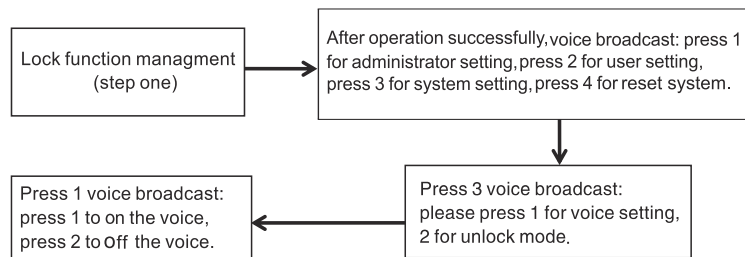 Lock function managment
(step one)
After operation successfully,voice broadcast: press 1
for administrator setting,press 2 for user setting,
press 3 for system setting,press 4 for reset system.
Press 3 voice broadcast:
please press 1 for voice setting,
2 for unlock mode.
Press 1 voice broadcast:
press 1 to on the voice,
press 2 to off the voice.